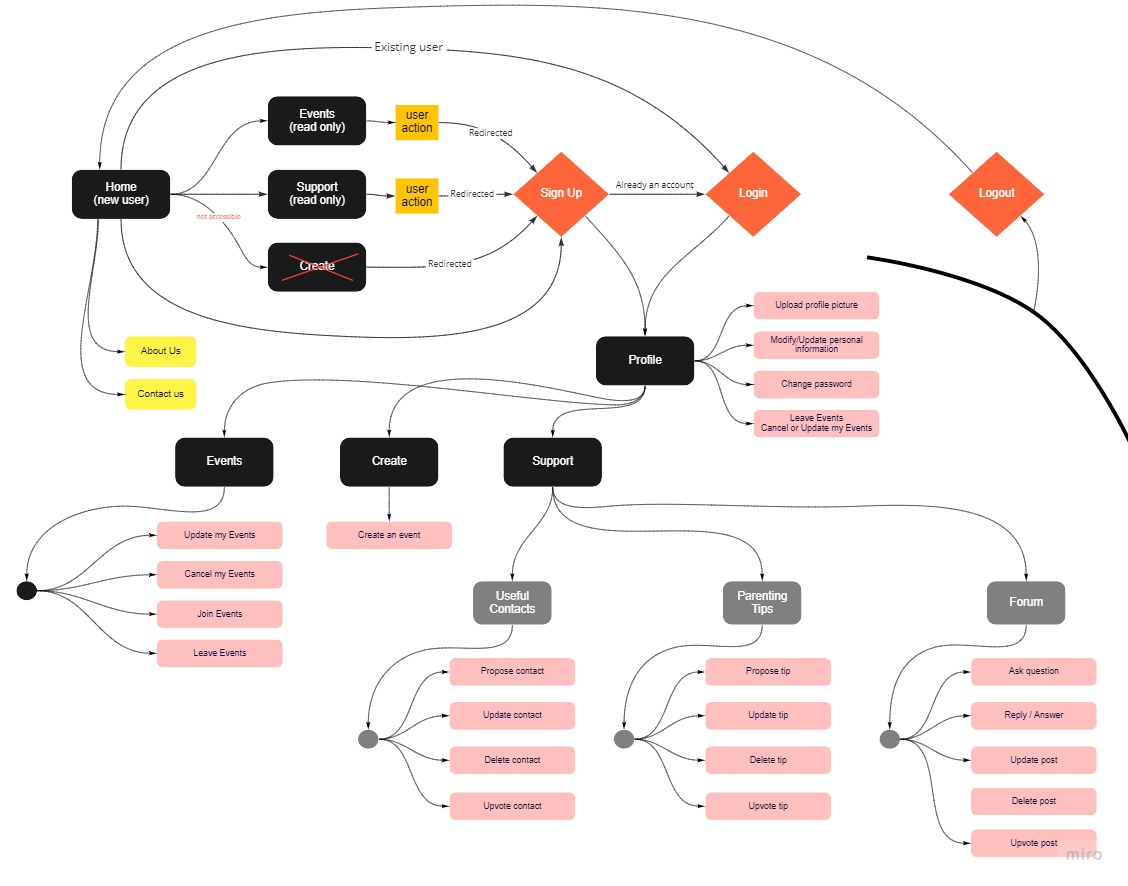 Existing user
Events
(read only)
user
action
Redirected
Home
(new user)
Support
(read only)
user
action
Redirected
Sign Up
Already an account
Login
Logout
not accessible
Create
Redirected
About Us
Contact us
Profile
Upload profile picture
Modify/Update personal
information
Change password
Leave Events
Cancel or Update my Events
Events
Create
Support
Update my Events
Cancel my Events
Join Events
Leave Events
Create an event
Useful
Contacts
Parenting
Tips
Forum
Propose contact
Update contact
Delete contact
Upvote contact
Propose tip
Update tip
Delete tip
Upvote tip
Ask question
Reply / Answer
Update post
Delete post
Upvote post
miro